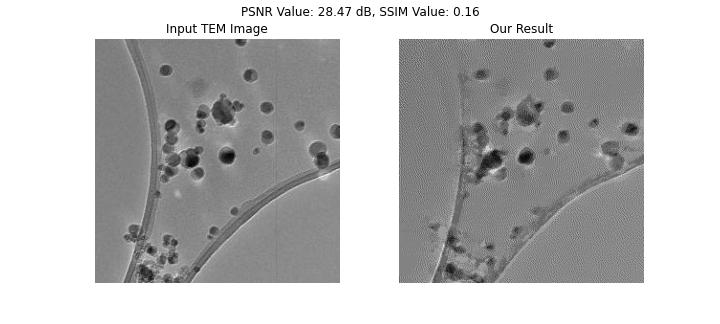 PSNR Value: 28.47 dB, SSIM Value: 0.16
Input TEM Image
Our Result